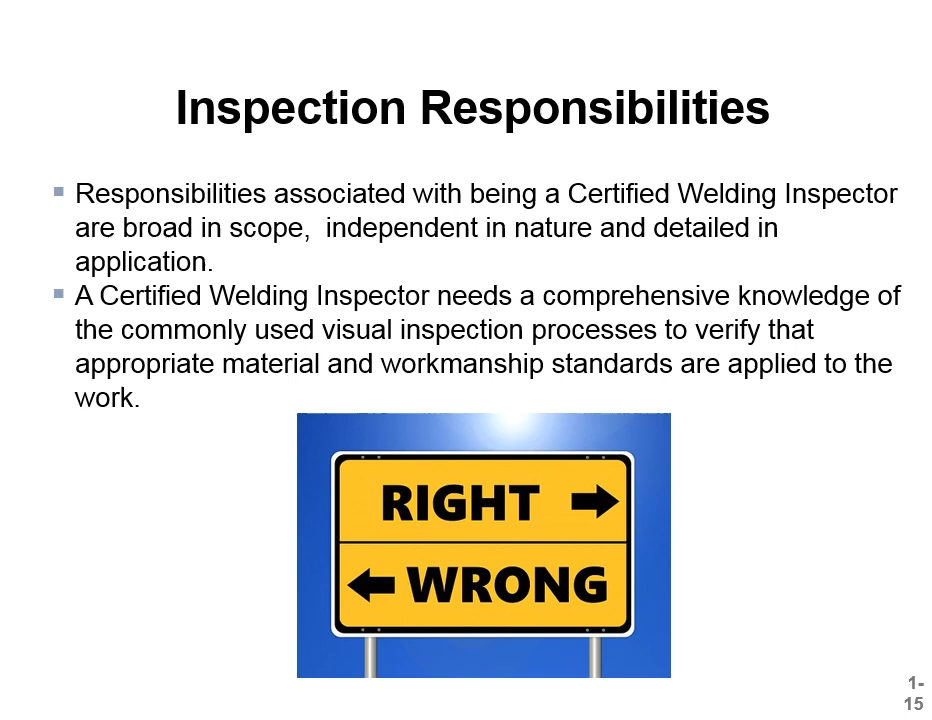 Inspection Responsibilities
Responsibilities associated with being a Certified Welding Inspector
are broad in scope,  independent in nature and detailed in
application.
A Certified Welding Inspector needs a comprehensive knowledge of
the commonly used visual inspection processes to verify that
appropriate material and workmanship standards are applied to the
work.
RIGHT
WRONG
1-
15